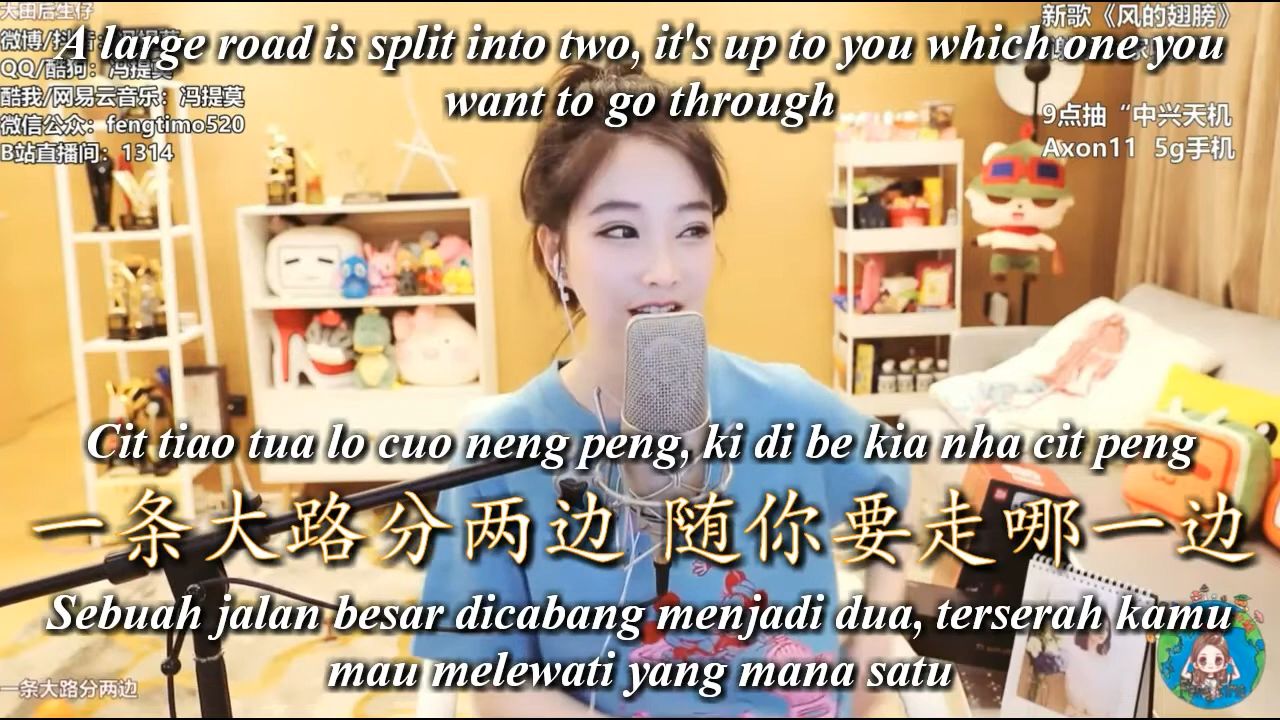 大田后生仔
A large road is split into two, it's up to you which one you
want to go through
QQ/酷狗：冯提莫
酷我/网易云音乐：冯提莫
微信公众：fengtimo520
B站直播间：1314
新歌《风的翅膀》
9点抽“中兴天机
Axon11 5g手机
Cit tiao tua lo cuo neng peng, ki di be kia nha cit peng
一条大路分两边 随你要走哪一边
Sebuah jalan besar dicabang menjadi dua, terserah kamu
mau melewati yang mana satu
一条大路分两边